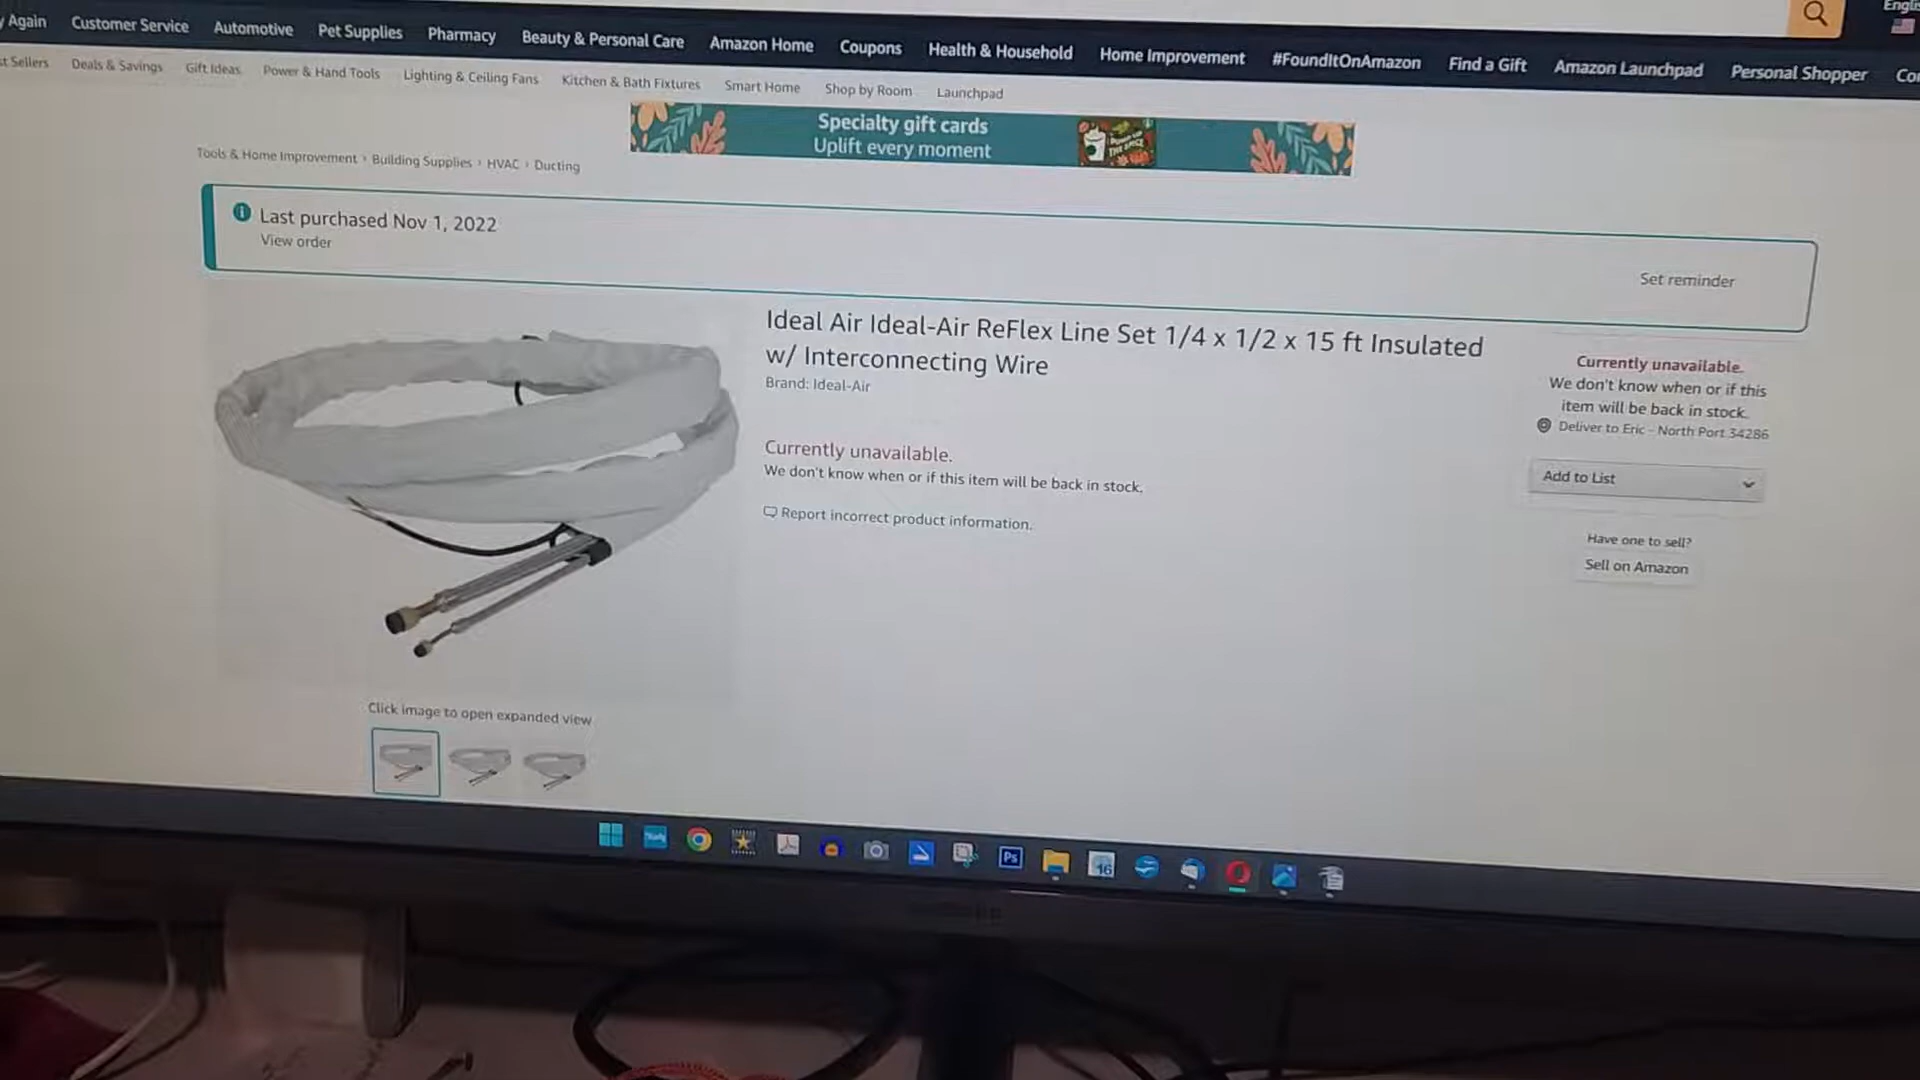 Again
Customer Service
Automotive
Pet Supplies
Pharmacy
Beauty & Personal Care
Amazon Home
Coupons
Health & Household
Home Improvement
#FoundItOnAmazon
Find a Gift
Amazon Launchpad
Personal Shopper
st Sellers
Deals & Savings
Gift Ideas
Power & Hand Tools
Lighting & Ceiling Fans
Kitchen & Bath Fixtures
Smart Home
Shop by Room
Launchpad
Specialty gift cards
Uplift every moment
Tools & Home Improvement › Building Supplies › HVAC › Ducting
Last purchased Nov 1, 2022
View order
Set reminder
Ideal Air Ideal-Air ReFlex Line Set 1/4 x 1/2 x 15 ft Insulated
w/ Interconnecting Wire
Brand: Ideal-Air
Currently unavailable.
We don't know when or if this item will be back in stock.
Report incorrect product information.
Currently unavailable.
We don't know when or if this
item will be back in stock.
Deliver to Eric - North Port 34286
Add to List
Have one to sell?
Sell on Amazon
Click image to open expanded view
Ps
16